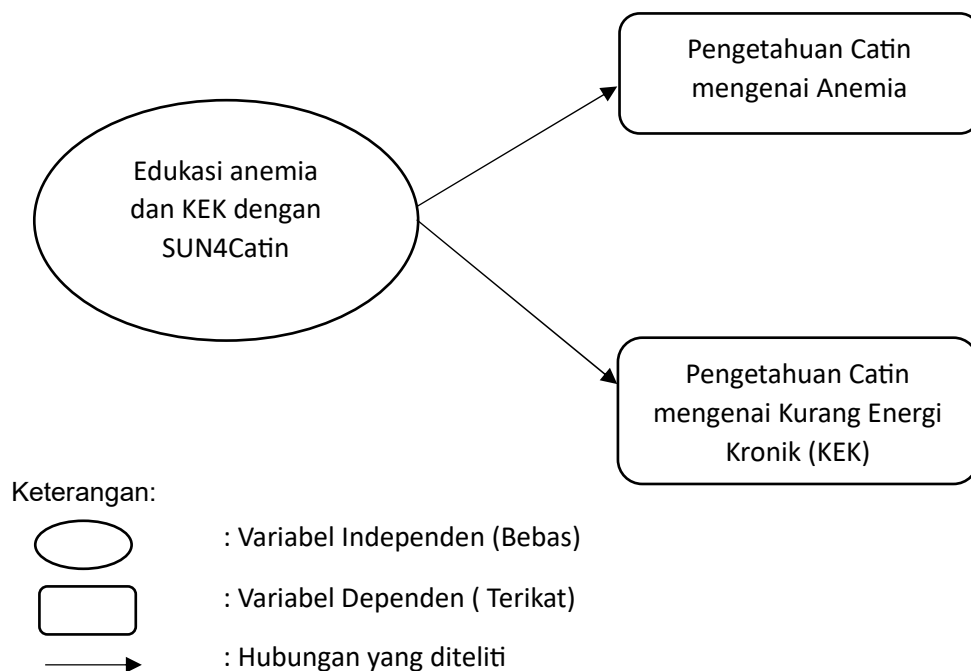 Pengetahuan Catin
mengenai Anemia
Edukasi anemia
dan KEK dengan
SUN4Catin
Pengetahuan Catin
mengenai Kurang Energi
Kronik (KEK)
Keterangan:
: Variabel Independen (Bebas)
: Variabel Dependen ( Terikat)
: Hubungan yang diteliti